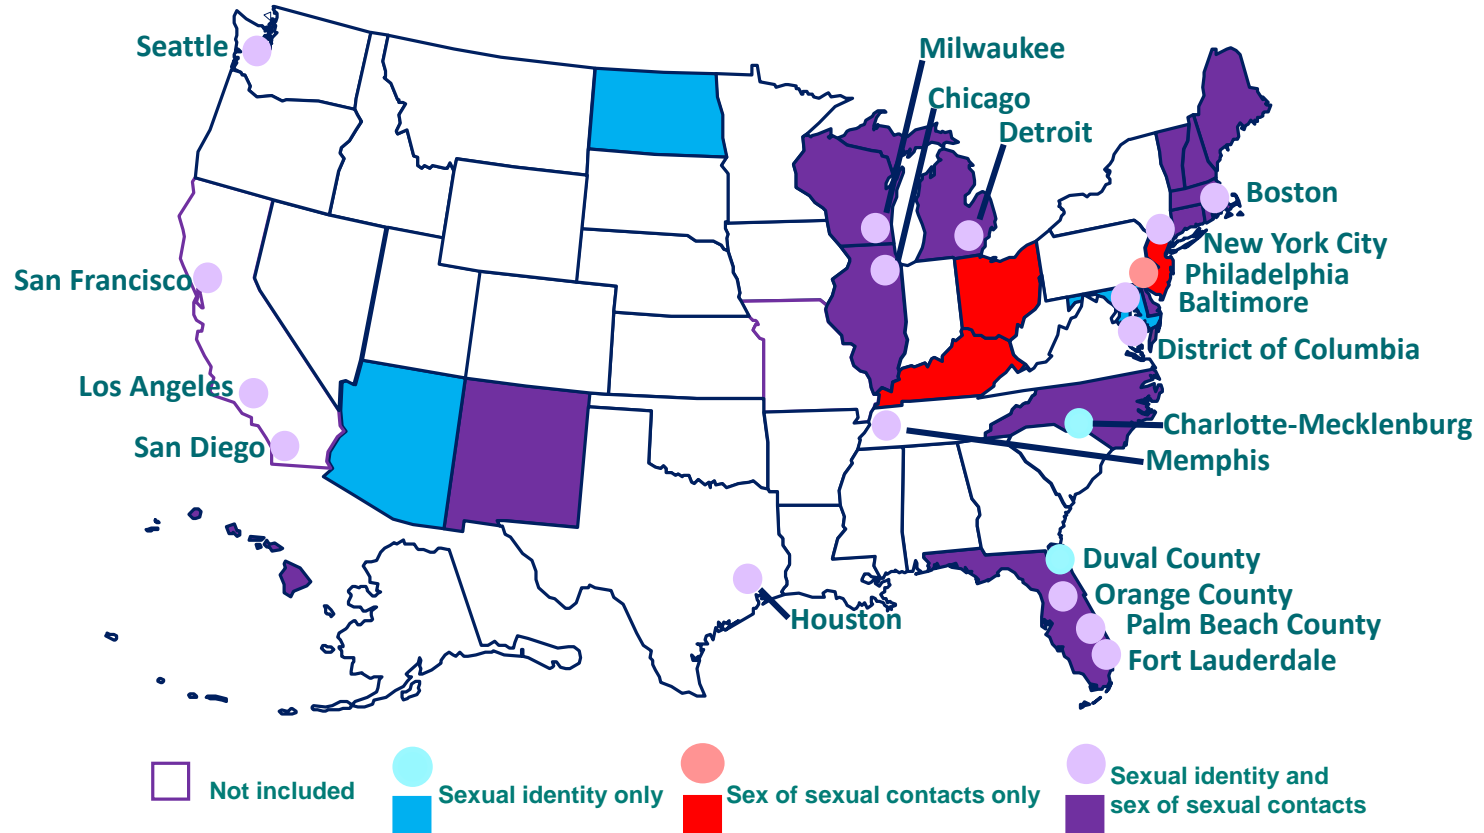 Seattle
Milwaukee
Chicago
Detroit
Boston
New York City
San Francisco
Philadelphia
Baltimore
District of Columbia
Los Angeles
Charlotte-Mecklenburg
San Diego
Memphis
Duval County
Orange County
Houston
Palm Beach County
Fort Lauderdale
Not included
Sexual identity only
Sex of sexual contacts only
Sexual identity and
sex of sexual contacts